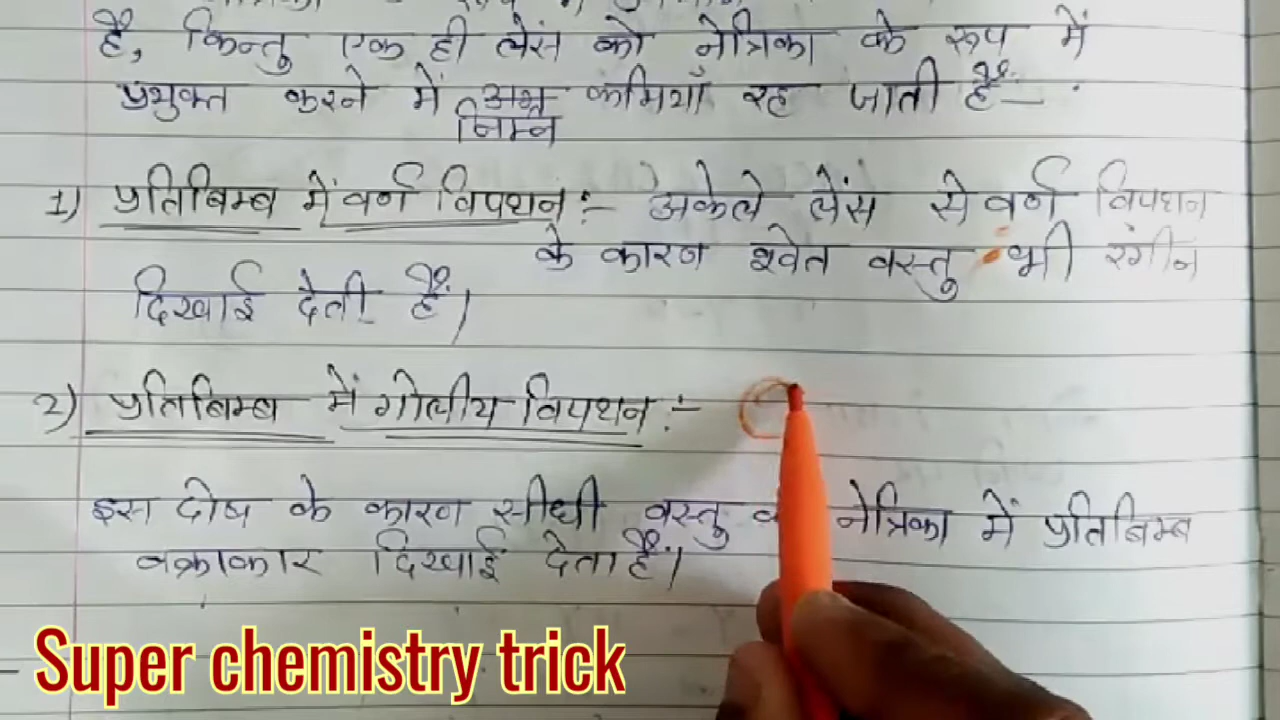 है, किन्तु एक ही लेंस को नेत्रिका के रूप में
प्रयुक्त करने में कमियाँ रह जाती हैं–
निम्न
1) प्रतिबिम्ब में वर्ण विपथन :– अकेले लेंस से वर्ण विपथन
के कारण श्वेत वस्तु भी रंगीन
दिखाई देती हैं।
2) प्रतिबिम्ब में गोलीय विपथन :–
इस दोष के कारण सीधी वस्तु नेत्रिका में प्रतिबिम्ब
वक्राकार दिखाई देता हैं।
Super chemistry trick